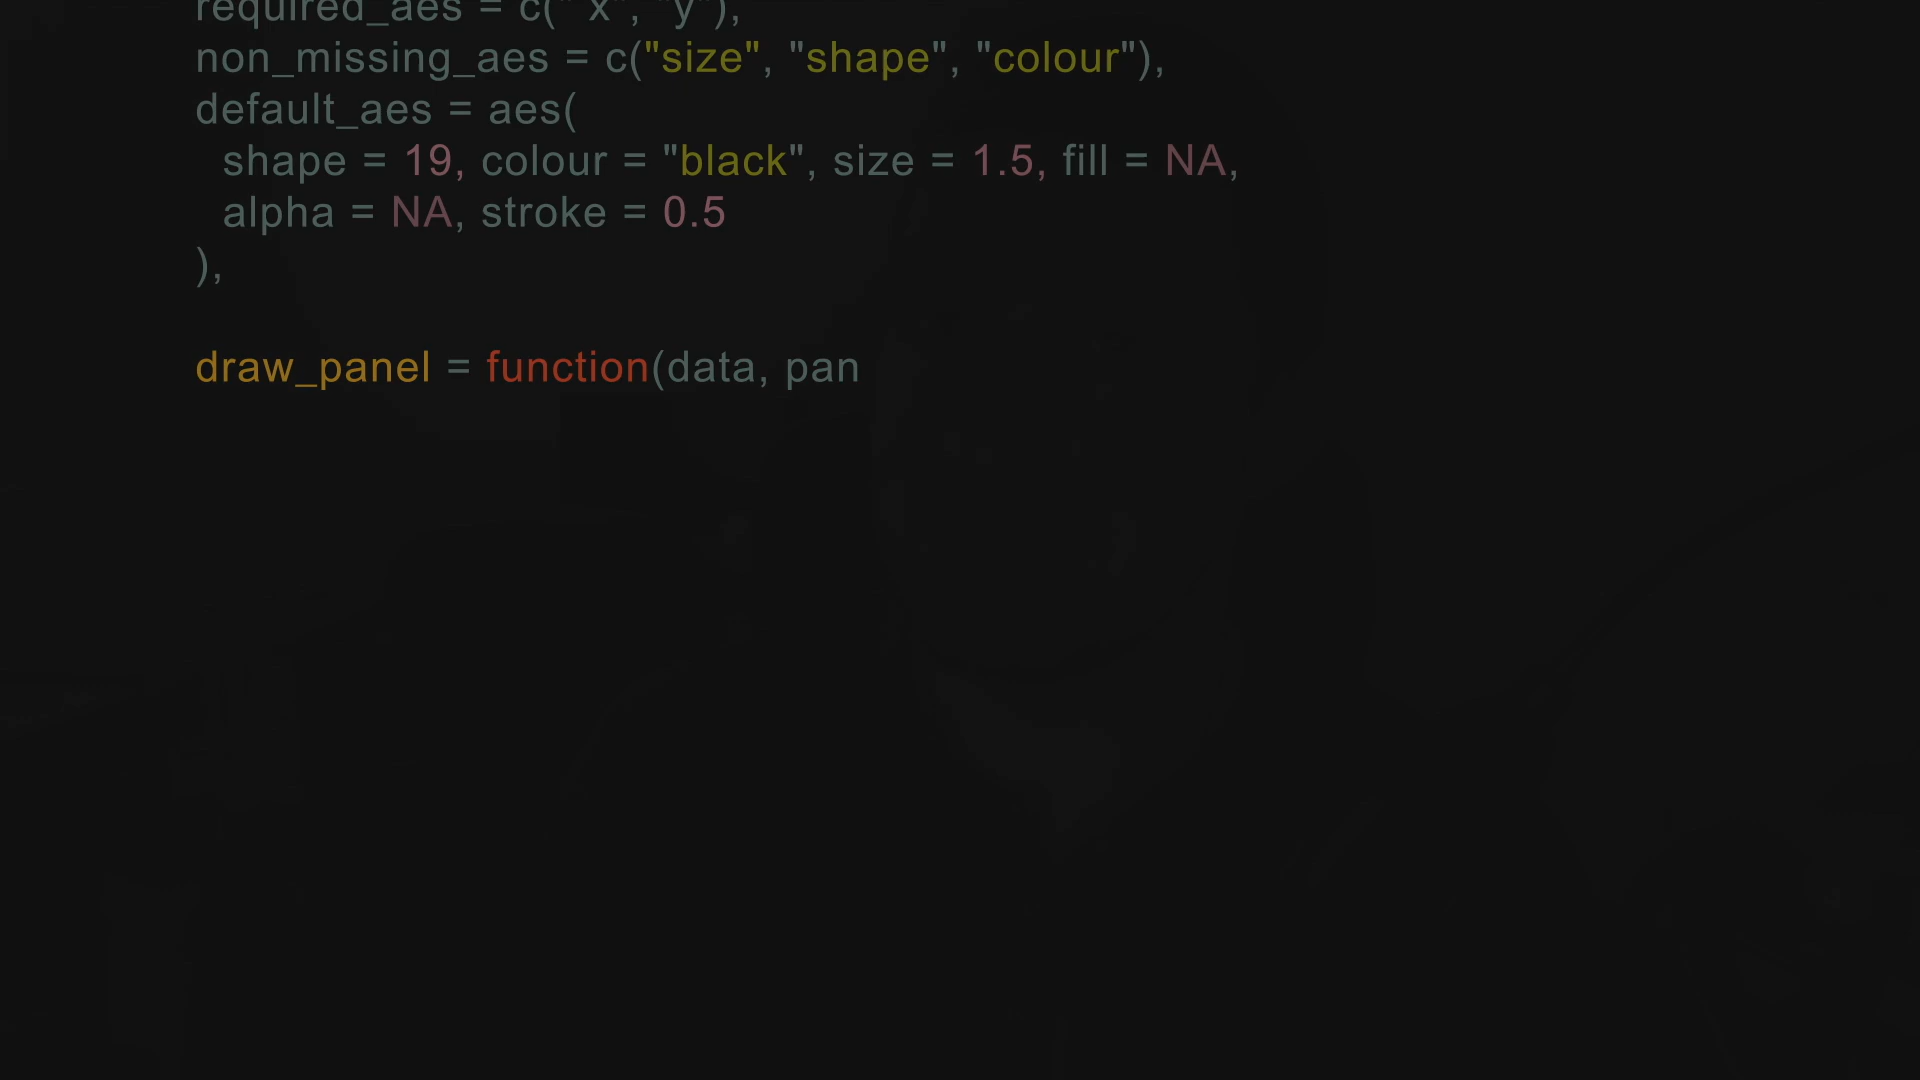 required_aes = c("x", "y"),
non_missing_aes = c("size", "shape", "colour"),
default_aes = aes(
shape = 19, colour = "black", size = 1.5, fill = NA,
alpha = NA, stroke = 0.5
),
draw_panel = function(data, pan